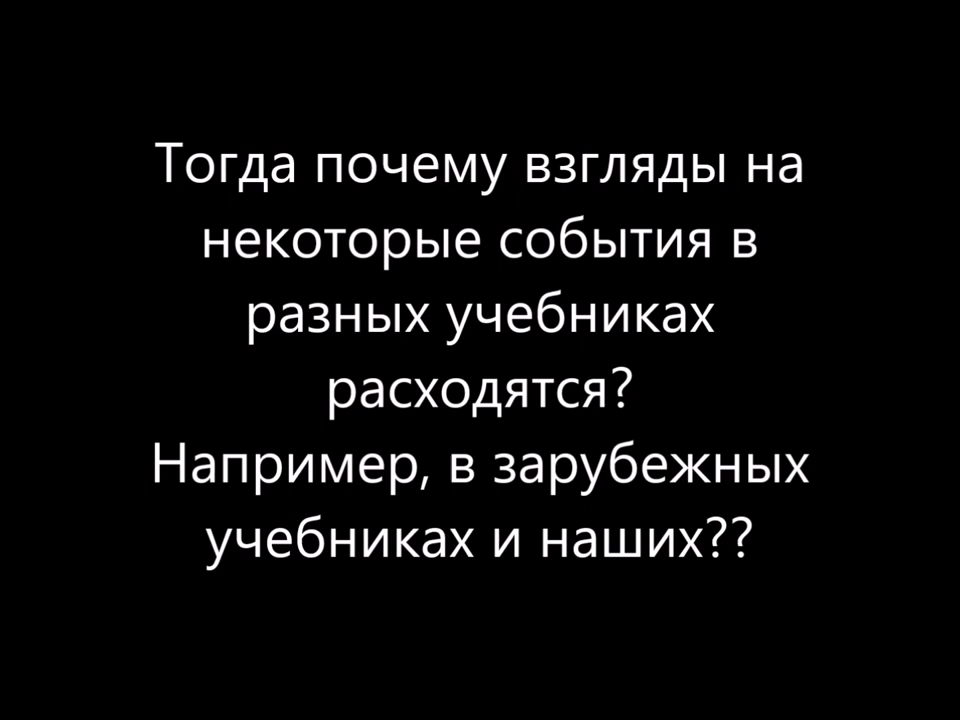 Тогда почему взгляды на
некоторые события в
разных учебниках
расходятся?
Например, в зарубежных
учебниках и наших??